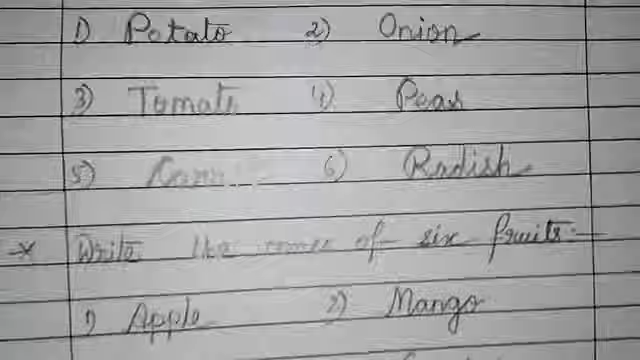 1) Potato 2) Onion
3) Tomato 4) Peas
5) 6) Radish
* Write the names of six fruits:-
1) Apple 2) Mango